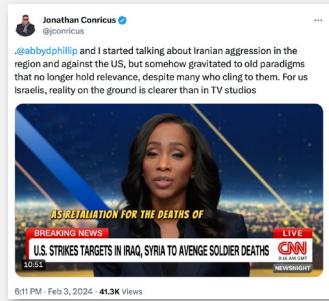 Jonathan Conricus
@jconricus
.@abbydphillip and I started talking about Iranian aggression in the
region and against the US, but somehow gravitated to old paradigms
that no longer hold relevance, despite many who cling to them. For us
Israelis, reality on the ground is clearer than in TV studios
AS RETALIATION FOR THE DEATHS OF
BREAKING NEWS
LIVE
U.S. STRIKES TARGETS IN IRAQ, SYRIA TO AVENGE SOLDIER DEATHS
CNN
AM GMT
10:51
NEWSNIGHT
6:11 PM · Feb 3, 2024 · 41.3K Views